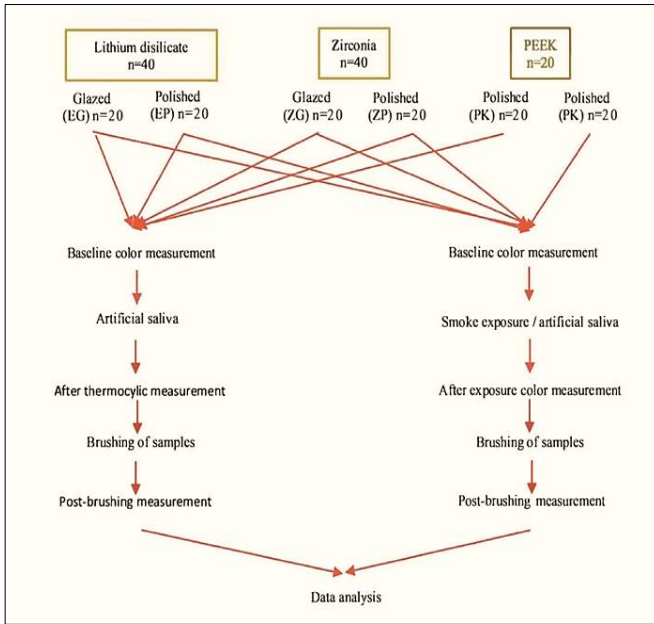 Lithium disilicate
n=40
Zirconia
n=40
PEEK
n=20
Glazed
(EG) n=20
Polished
(EP) n=20
Glazed
(ZG) n=20
Polished
(ZP) n=20
Polished
(PK) n=20
Polished
(PK) n=20
Baseline color measurement
Baseline color measurement
Artificial saliva
Smoke exposure / artificial saliva
After thermocylic measurement
After exposure color measurement
Brushing of samples
Brushing of samples
Post-brushing measurement
Post-brushing measurement
Data analysis